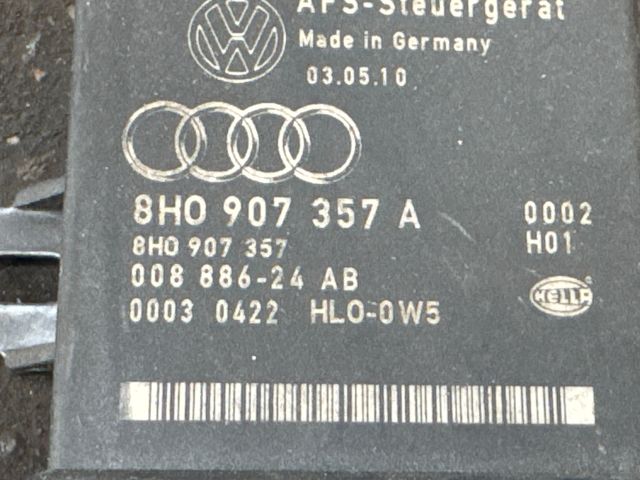 AFS-Steuergerät
Made in Germany
03.05.10
8H0 907 357 A
0002
8H0 907 357
H01
008 886-24 AB
HELLA
0003 0422 HL0-0W5